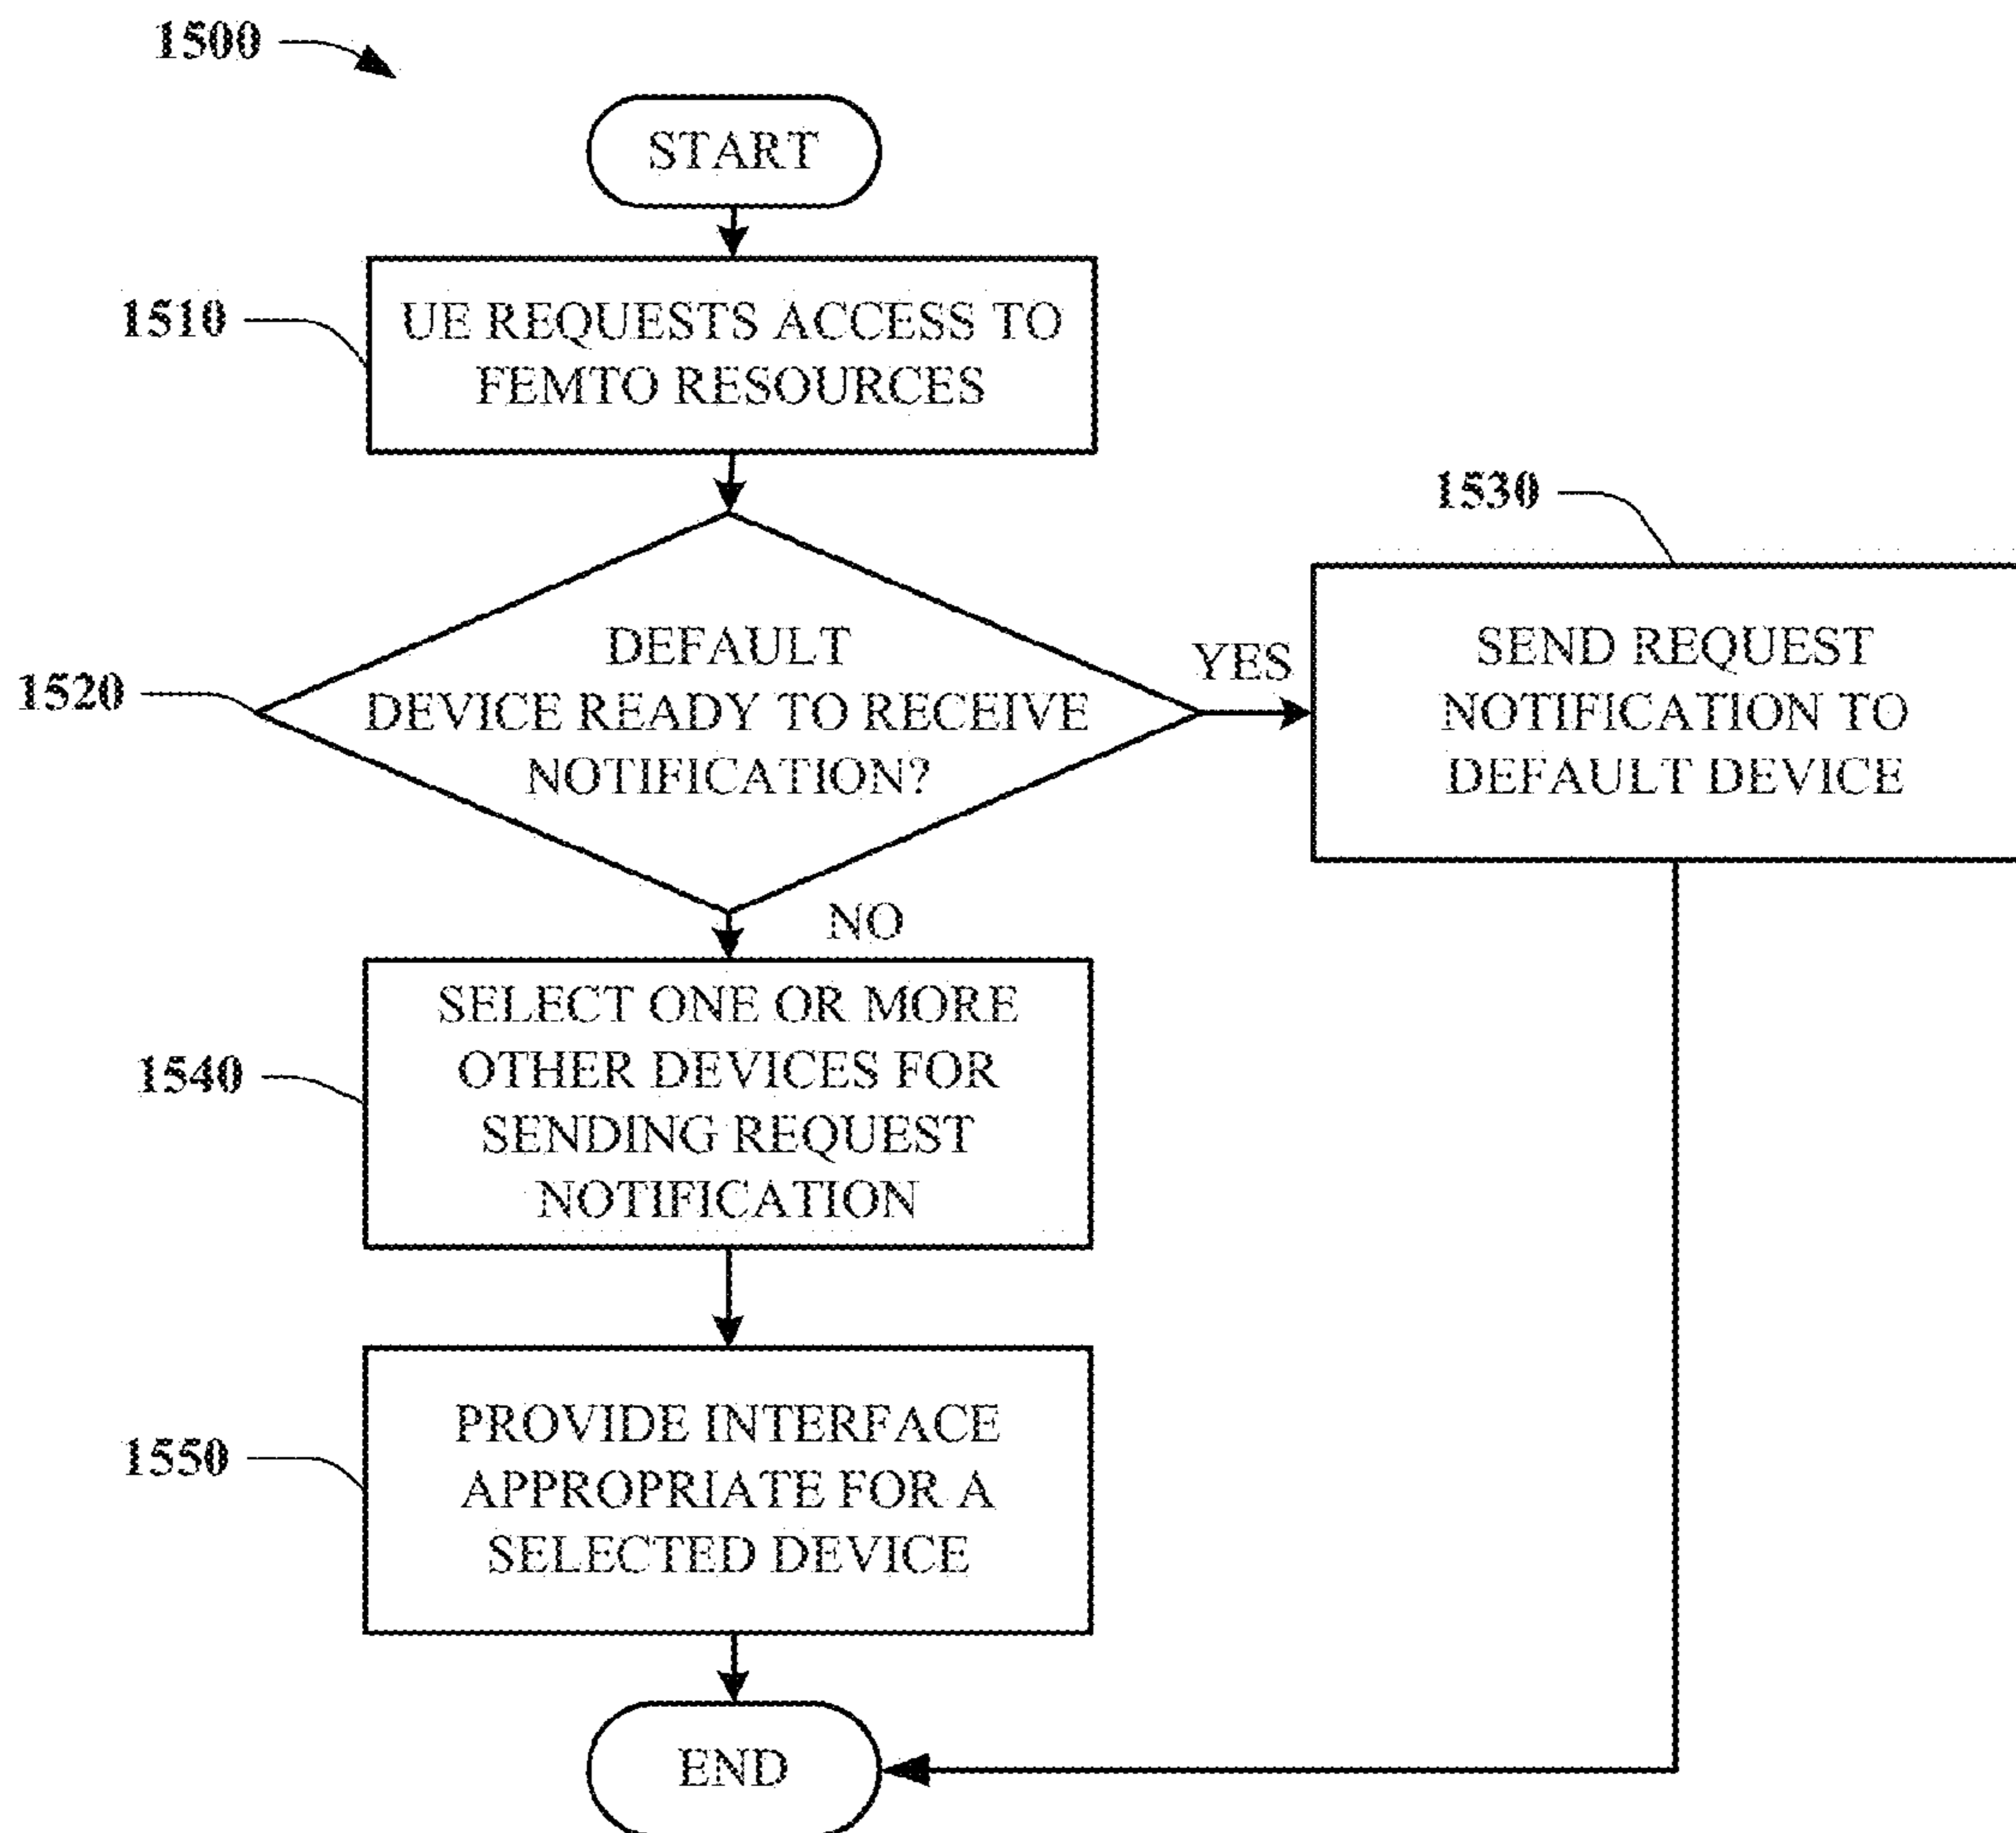 1500
START
1510
UE REQUESTS ACCESS TO
FEMTO RESOURCES
1520
DEFAULT
DEVICE READY TO RECEIVE
NOTIFICATION?
YES
1530
SEND REQUEST
NOTIFICATION TO
DEFAULT DEVICE
NO
1540
SELECT ONE OR MORE
OTHER DEVICES FOR
SENDING REQUEST
NOTIFICATION
1550
PROVIDE INTERFACE
APPROPRIATE FOR A
SELECTED DEVICE
END